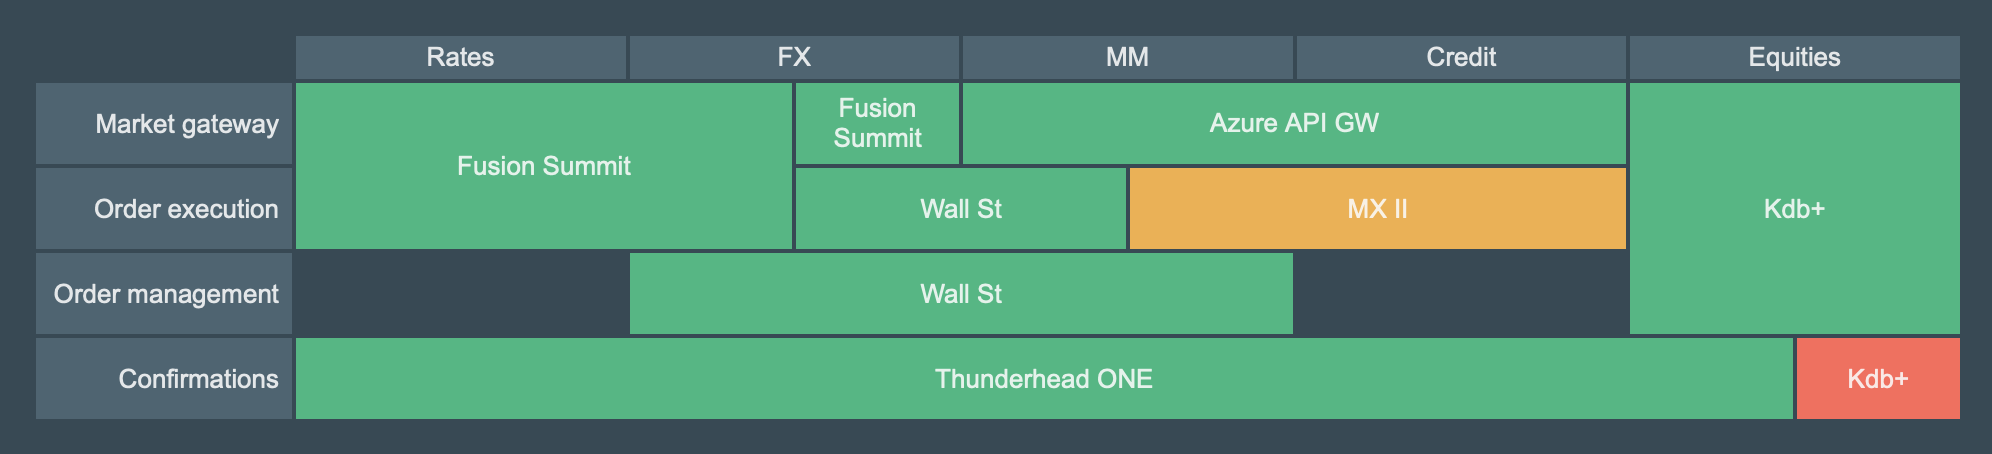 Rates
FX
MM
Credit
Equities
Market gateway
Fusion Summit
Fusion
Summit
Azure API GW
Kdb+
Order execution
Wall St
MX II
Order management
Wall St
Confirmations
Thunderhead ONE
Kdb+